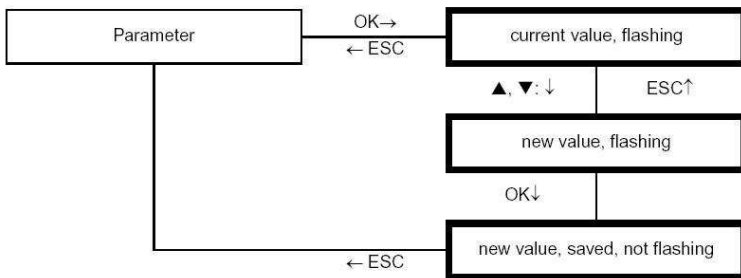 Parameter
OK→
← ESC
current value, flashing
▲, ▼: ↓
ESC↑
new value, flashing
OK↓
new value, saved, not flashing
← ESC